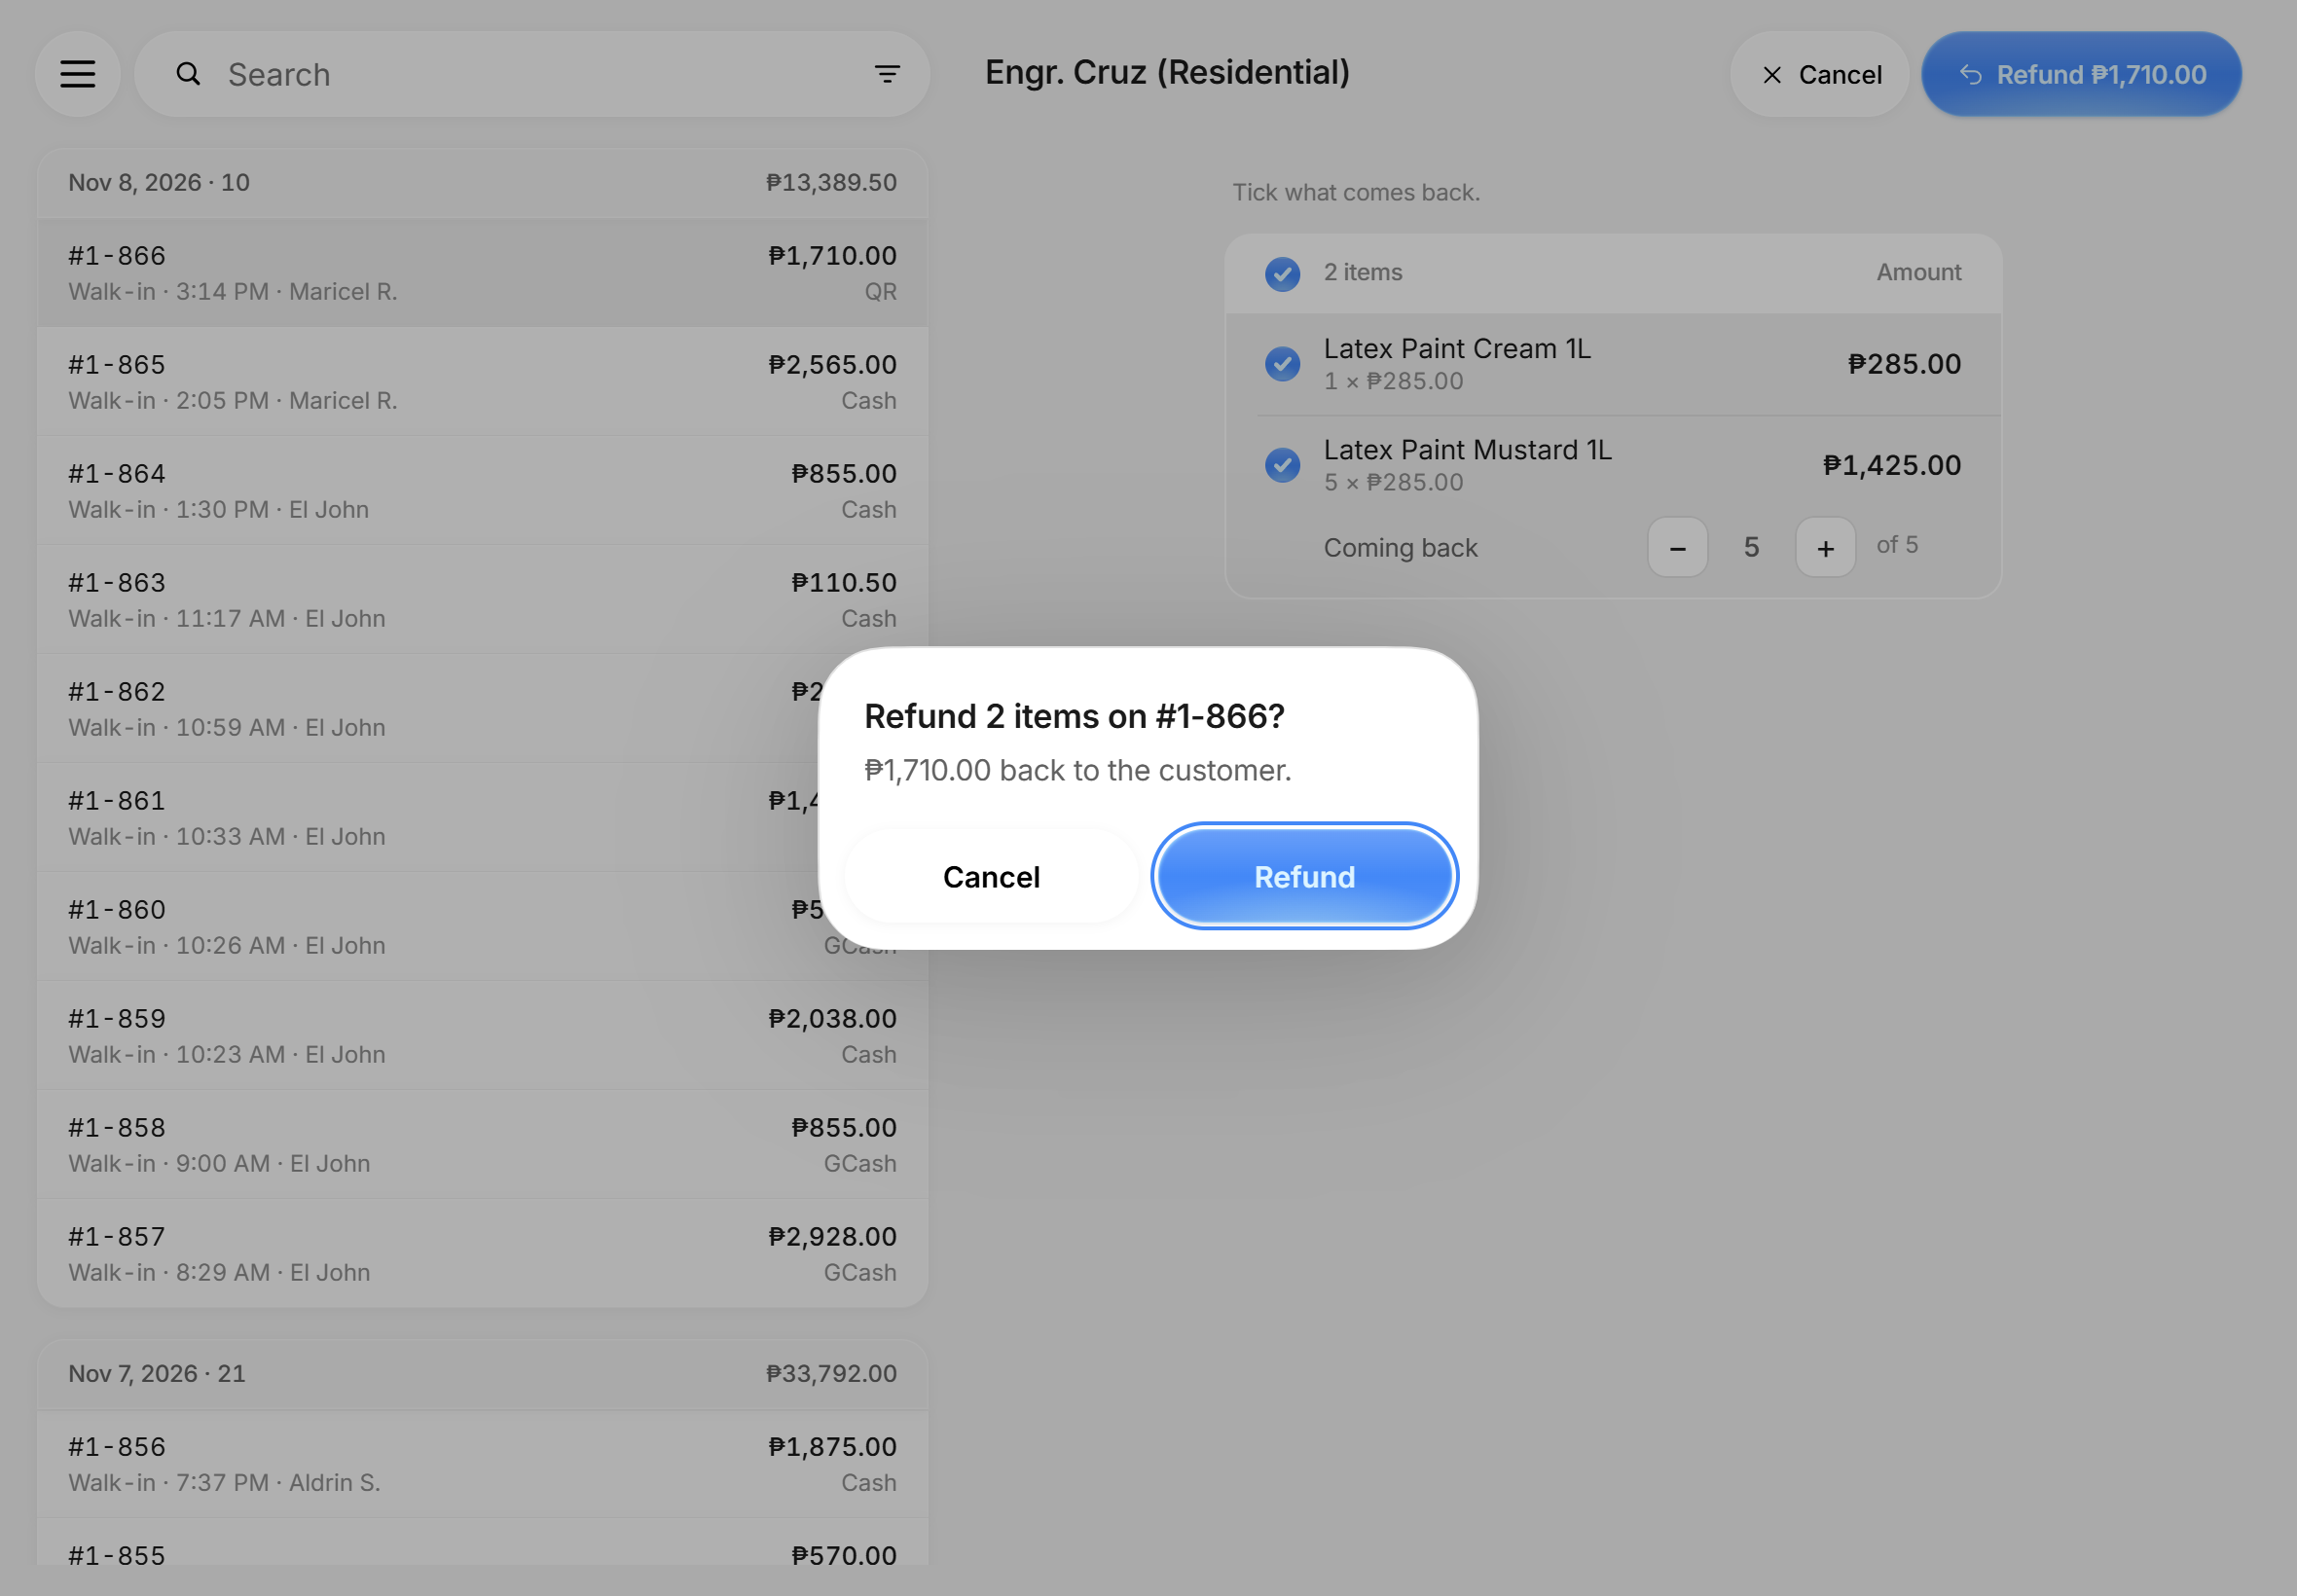 Search
Nov 8, 2026 · 10 ₱13,389.50
#1-866 ₱1,710.00
Walk-in · 3:14 PM · Maricel R. QR
#1-865 ₱2,565.00
Walk-in · 2:05 PM · Maricel R. Cash
#1-864 ₱855.00
Walk-in · 1:30 PM · El John Cash
#1-863 ₱110.50
Walk-in · 11:17 AM · El John Cash
#1-862
Walk-in · 10:59 AM · El John
#1-861
Walk-in · 10:33 AM · El John
#1-860
Walk-in · 10:26 AM · El John GCash
#1-859 ₱2,038.00
Walk-in · 10:23 AM · El John Cash
#1-858 ₱855.00
Walk-in · 9:00 AM · El John GCash
#1-857 ₱2,928.00
Walk-in · 8:29 AM · El John GCash
Nov 7, 2026 · 21 ₱33,792.00
#1-856 ₱1,875.00
Walk-in · 7:37 PM · Aldrin S. Cash
#1-855 ₱570.00
Engr. Cruz (Residential)
Cancel
Refund ₱1,710.00
Tick what comes back.
2 items Amount
Latex Paint Cream 1L ₱285.00
1 × ₱285.00
Latex Paint Mustard 1L ₱1,425.00
5 × ₱285.00
Coming back − 5 + of 5
Refund 2 items on #1-866?
₱1,710.00 back to the customer.
Cancel Refund